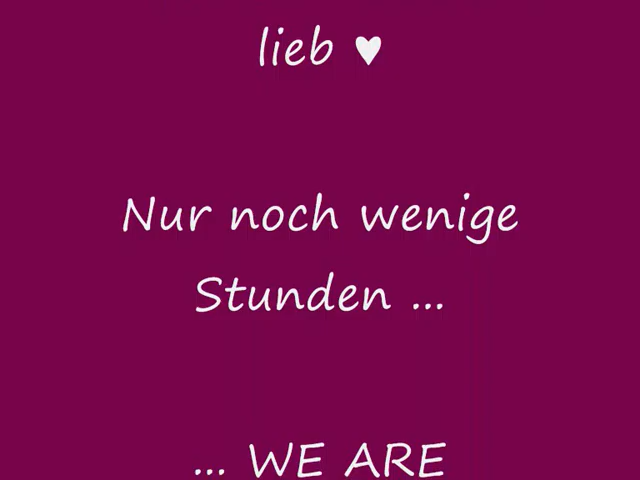 lieb ♥
Nur noch wenige
Stunden ...
... WE ARE